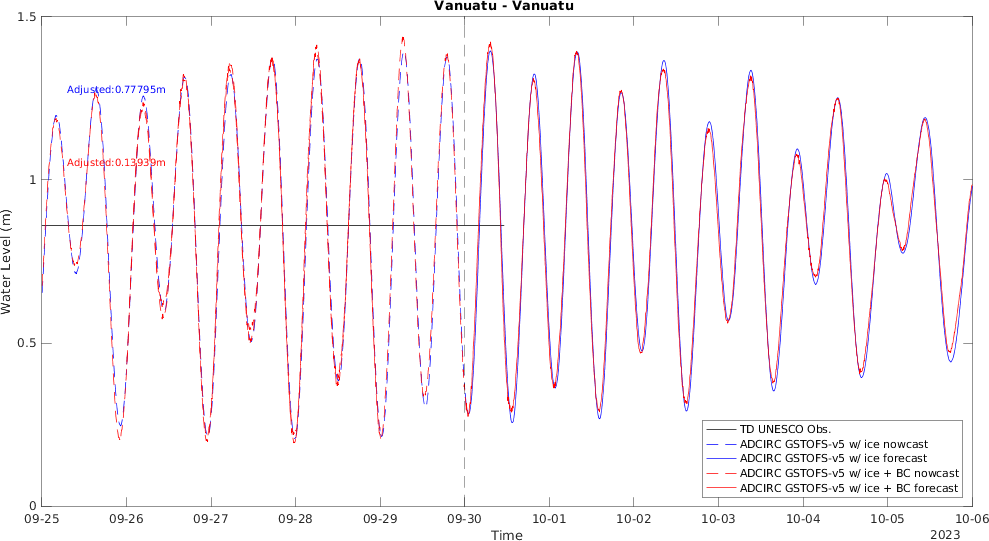 Vanuatu - Vanuatu
1.5
1
0.5
0
Water Level (m)
Adjusted:0.77795m
Adjusted:0.13939m
TD UNESCO Obs.
ADCIRC GSTOFS-v5 w/ ice nowcast
ADCIRC GSTOFS-v5 w/ ice forecast
ADCIRC GSTOFS-v5 w/ ice + BC nowcast
ADCIRC GSTOFS-v5 w/ ice + BC forecast
09-25 09-26 09-27 09-28 09-29 09-30 10-01 10-02 10-03 10-04 10-05 10-06
Time
2023